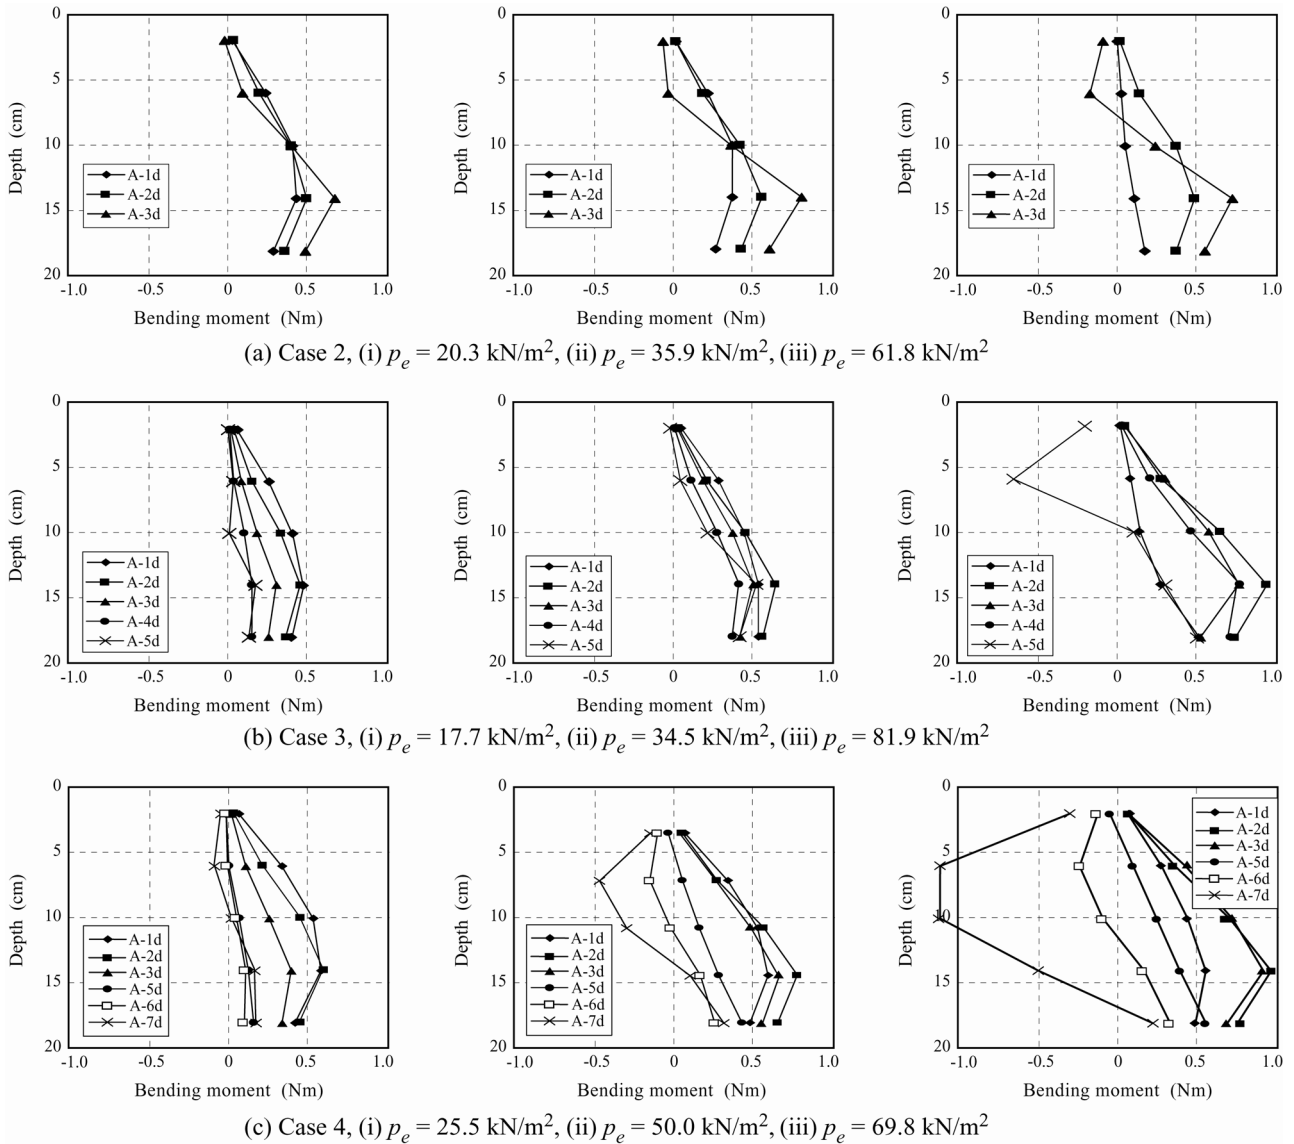 0
5
10
15
20
Depth (cm)
A-1d
A-2d
A-3d
-1.0 -0.5 0 0.5 1.0
Bending moment (Nm)
0
5
10
15
20
Depth (cm)
A-1d
A-2d
A-3d
-1.0 -0.5 0 0.5 1.0
Bending moment (Nm)
0
5
10
15
20
Depth (cm)
A-1d
A-2d
A-3d
-1.0 -0.5 0 0.5 1.0
Bending moment (Nm)
(a) Case 2, (i) pe = 20.3 kN/m2, (ii) pe = 35.9 kN/m2, (iii) pe = 61.8 kN/m2
0
5
10
15
20
Depth (cm)
A-1d
A-2d
A-3d
A-4d
A-5d
-1.0 -0.5 0 0.5 1.0
Bending moment (Nm)
0
5
10
15
20
Depth (cm)
A-1d
A-2d
A-3d
A-4d
A-5d
-1.0 -0.5 0 0.5 1.0
Bending moment (Nm)
0
5
10
15
20
Depth (cm)
A-1d
A-2d
A-3d
A-4d
A-5d
-1.0 -0.5 0 0.5 1.0
Bending moment (Nm)
(b) Case 3, (i) pe = 17.7 kN/m2, (ii) pe = 34.5 kN/m2, (iii) pe = 81.9 kN/m2
0
5
10
15
20
Depth (cm)
A-1d
A-2d
A-3d
A-5d
A-6d
A-7d
-1.0 -0.5 0 0.5 1.0
Bending moment (Nm)
0
5
10
15
20
Depth (cm)
A-1d
A-2d
A-3d
A-5d
A-6d
A-7d
-1.0 -0.5 0 0.5 1.0
Bending moment (Nm)
0
5
10
15
20
Depth (cm)
A-1d
A-2d
A-3d
A-5d
A-6d
A-7d
-1.0 -0.5 0 0.5 1.0
Bending moment (Nm)
(c) Case 4, (i) pe = 25.5 kN/m2, (ii) pe = 50.0 kN/m2, (iii) pe = 69.8 kN/m2